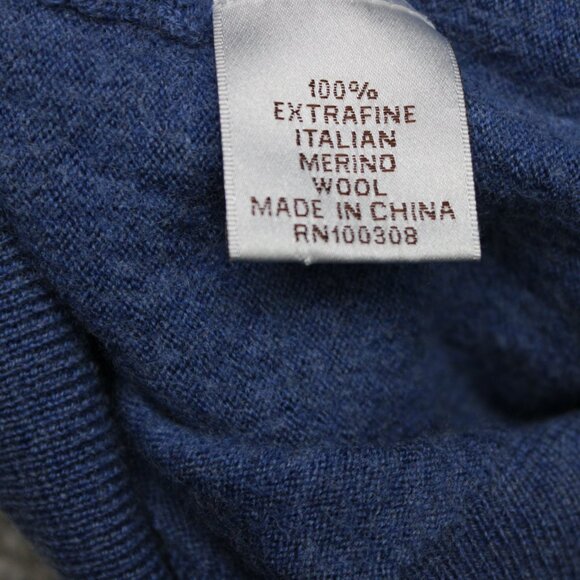 100%
EXTRAFINE
ITALIAN
MERINO
WOOL
MADE IN CHINA
RN100308